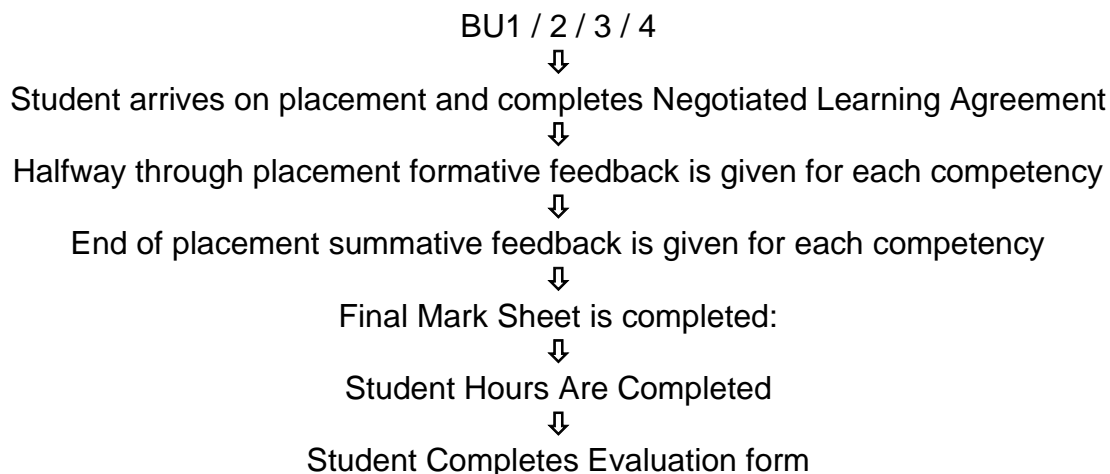 BU1 / 2 / 3 / 4
⇩
Student arrives on placement and completes Negotiated Learning Agreement
⇩
Halfway through placement formative feedback is given for each competency
⇩
End of placement summative feedback is given for each competency
⇩
Final Mark Sheet is completed:
⇩
Student Hours Are Completed
⇩
Student Completes Evaluation form